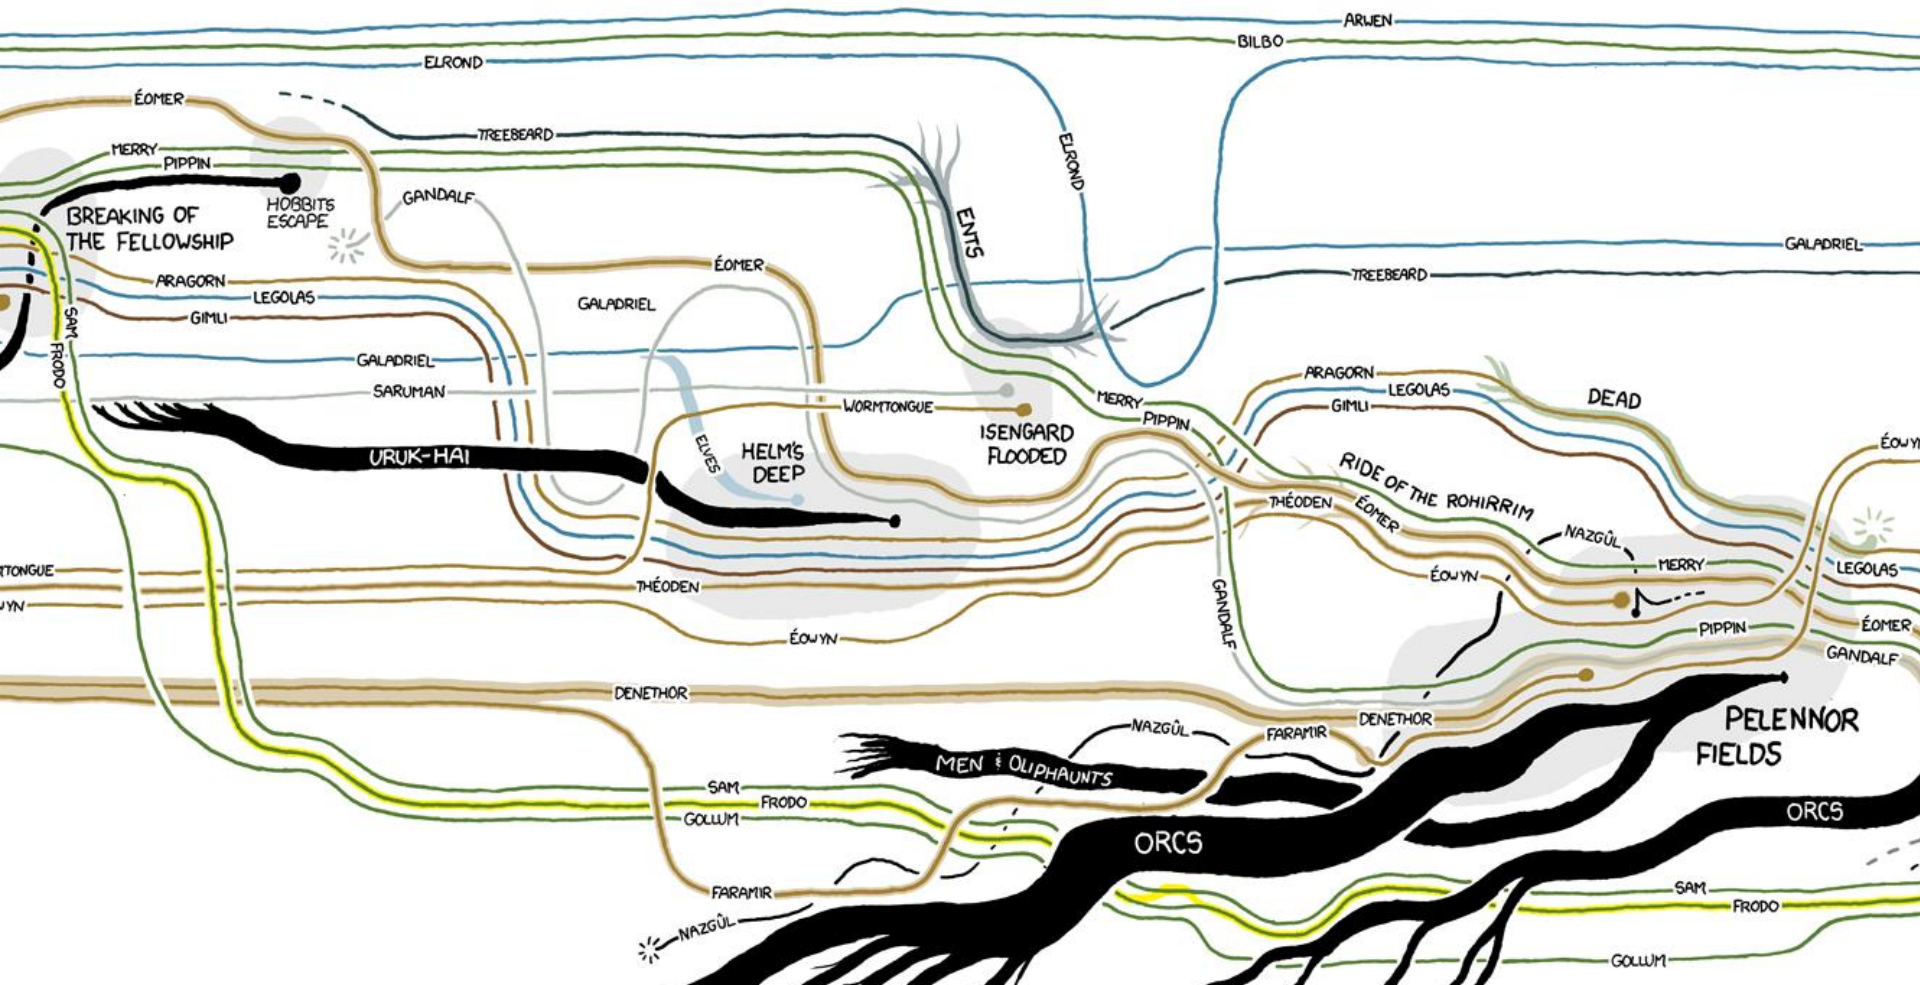 ARWEN
BILBO
ELROND
ÉOMER
TREEBEARD
MERRY
PIPPIN
ELROND
GANDALF
HOBBITS
ESCAPE
BREAKING OF
THE FELLOWSHIP
ENTS
GALADRIEL
ÉOMER
TREEBEARD
ARAGORN
LEGOLAS
GALADRIEL
GIMLI
SAM
FRODO
GALADRIEL
SARUMAN
ARAGORN
LEGOLAS
DEAD
MERRY
WORMTONGUE
GIMLI
PIPPIN
ISENGARD
FLOODED
ÉOWY
URUK-HAI
ELVES
HELM'S
DEEP
RIDE OF THE ROHIRRIM
THÉODEN
ÉOMER
NAZGÛL
RTONGUE
MERRY
LEGOLAS
THÉODEN
ÉOWYN
WYN
GANDALF
ÉOWYN
PIPPIN
ÉOMER
GANDALF
DENETHOR
DENETHOR
PELENNOR
FIELDS
NAZGÛL
FARAMIR
MEN & OLIPHAUNTS
SAM
FRODO
GOLLUM
ORCS
ORCS
FARAMIR
SAM
FRODO
NAZGÛL
GOLLUM